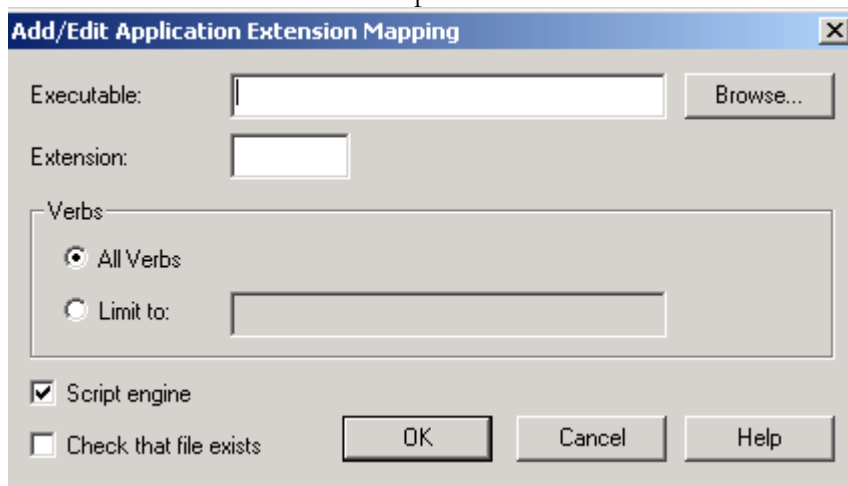 Add/Edit Application Extension Mapping
Executable:
Browse...
Extension:
Verbs
All Verbs
Limit to:
Script engine
Check that file exists
OK
Cancel
Help